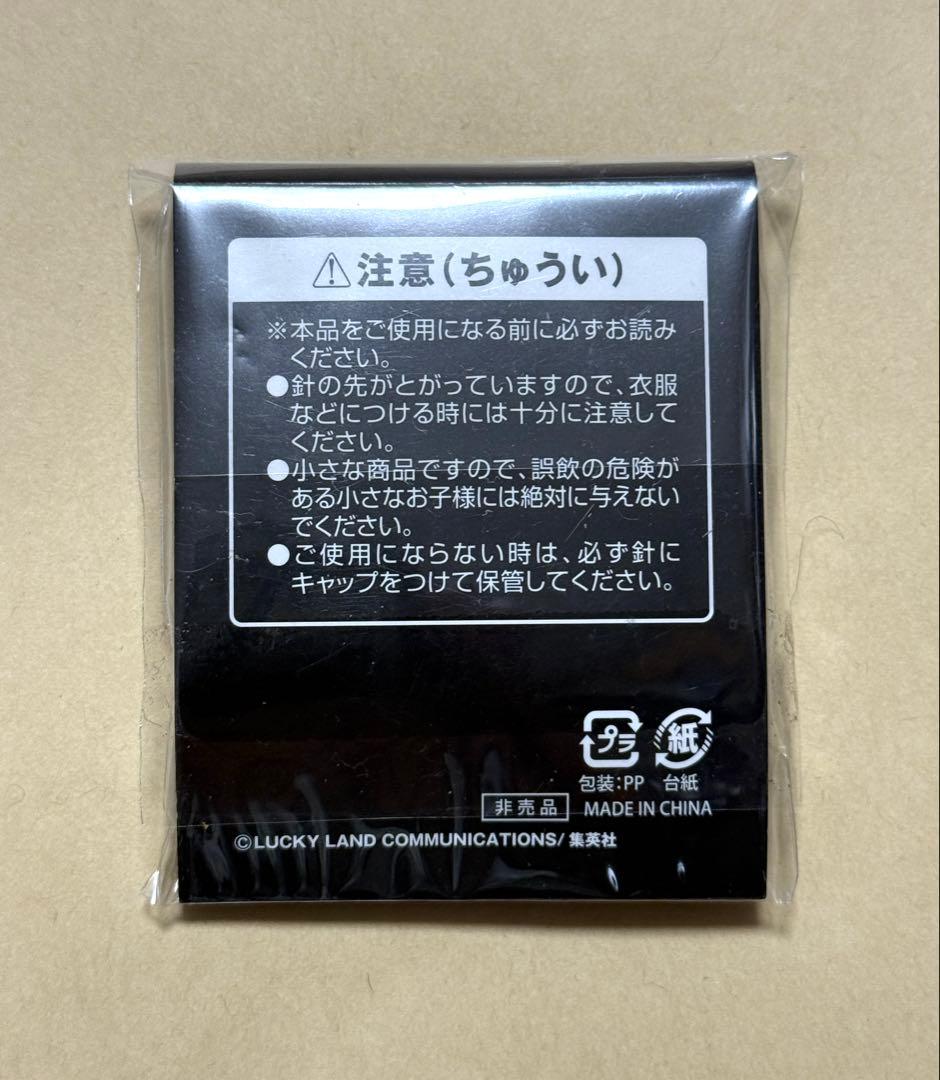 ⚠注意(ちゅうい)
※本品をご使用になる前に必ずお読み
ください。
●針の先がとがっていますので、衣服
などにつける時には十分に注意して
ください。
●小さな商品ですので、誤飲の危険が
ある小さなお子様には絶対に与えない
でください。
●ご使用にならない時は、必ず針に
キャップをつけて保管してください。
プラ 紙
包装:PP 台紙
非売品 MADE IN CHINA
©LUCKY LAND COMMUNICATIONS/集英社